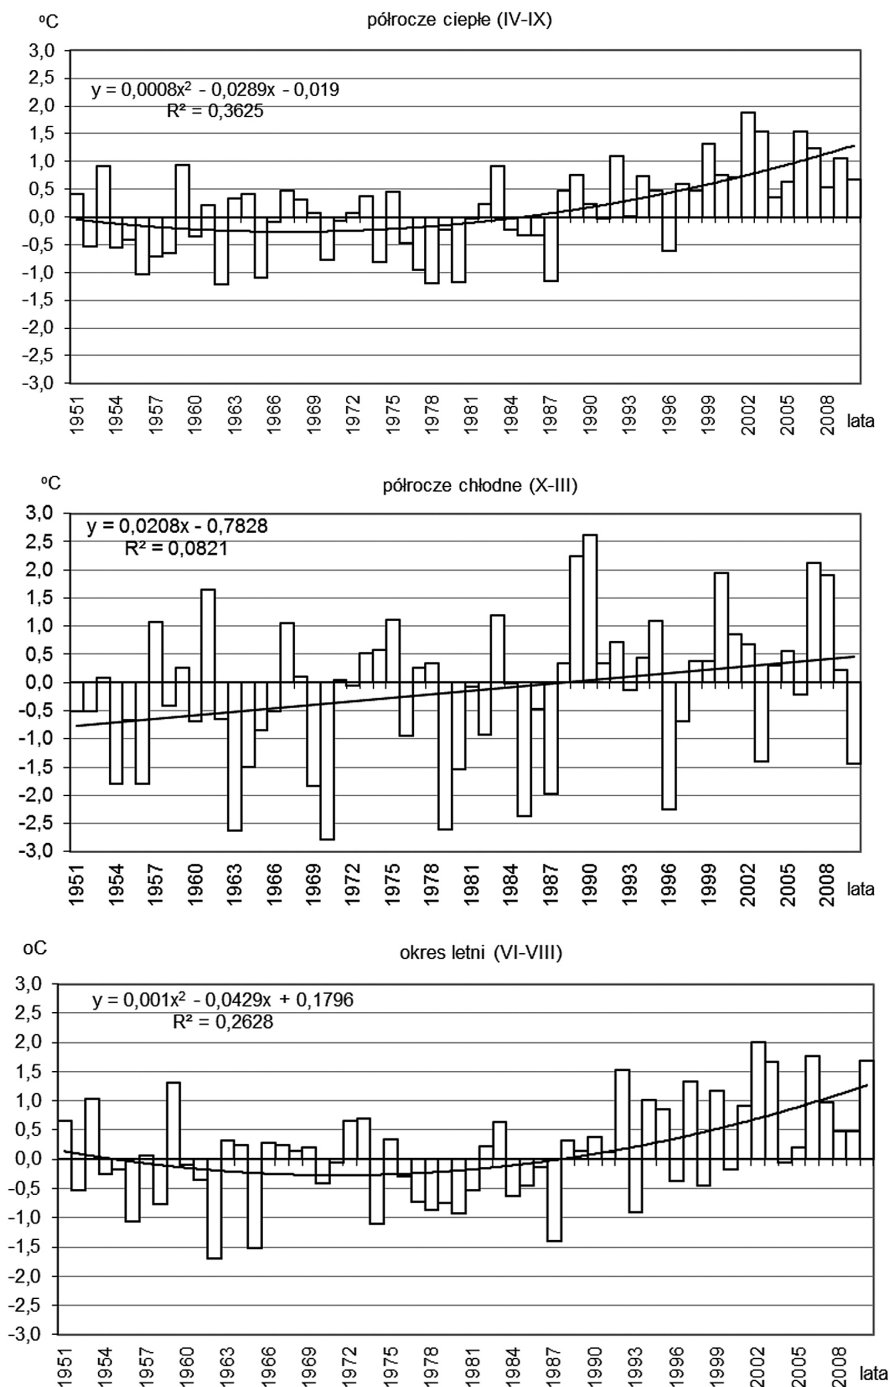 ºC
półrocze ciepłe (IV-IX)
3,0
2,5
2,0
1,5
1,0
0,5
0,0
-0,5
-1,0
-1,5
-2,0
-2,5
-3,0
y = 0,0008x² - 0,0289x - 0,019
R² = 0,3625
1951 1954 1957 1960 1963 1966 1969 1972 1975 1978 1981 1984 1987 1990 1993 1996 1999 2002 2005 2008 lata
ºC
półrocze chłodne (X-III)
3,0
2,5
2,0
1,5
1,0
0,5
0,0
-0,5
-1,0
-1,5
-2,0
-2,5
-3,0
y = 0,0208x - 0,7828
R² = 0,0821
1951 1954 1957 1960 1963 1966 1969 1972 1975 1978 1981 1984 1987 1990 1993 1996 1999 2002 2005 2008 lata
oC
okres letni (VI-VIII)
3,0
2,5
2,0
1,5
1,0
0,5
0,0
-0,5
-1,0
-1,5
-2,0
-2,5
-3,0
y = 0,001x² - 0,0429x + 0,1796
R² = 0,2628
1951 1954 1957 1960 1963 1966 1969 1972 1975 1978 1981 1984 1987 1990 1993 1996 1999 2002 2005 2008 lata